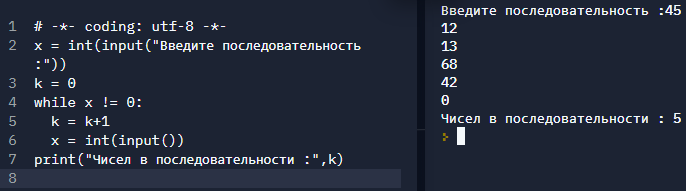 1 # -*- coding: utf-8 -*-
2 x = int(input("Введите последовательность
:"))
3 k = 0
4 while x != 0:
5   k = k+1
6   x = int(input())
7 print("Чисел в последовательности :",k)
8
Введите последовательность :45
12
13
68
42
0
Чисел в последовательности : 5
>